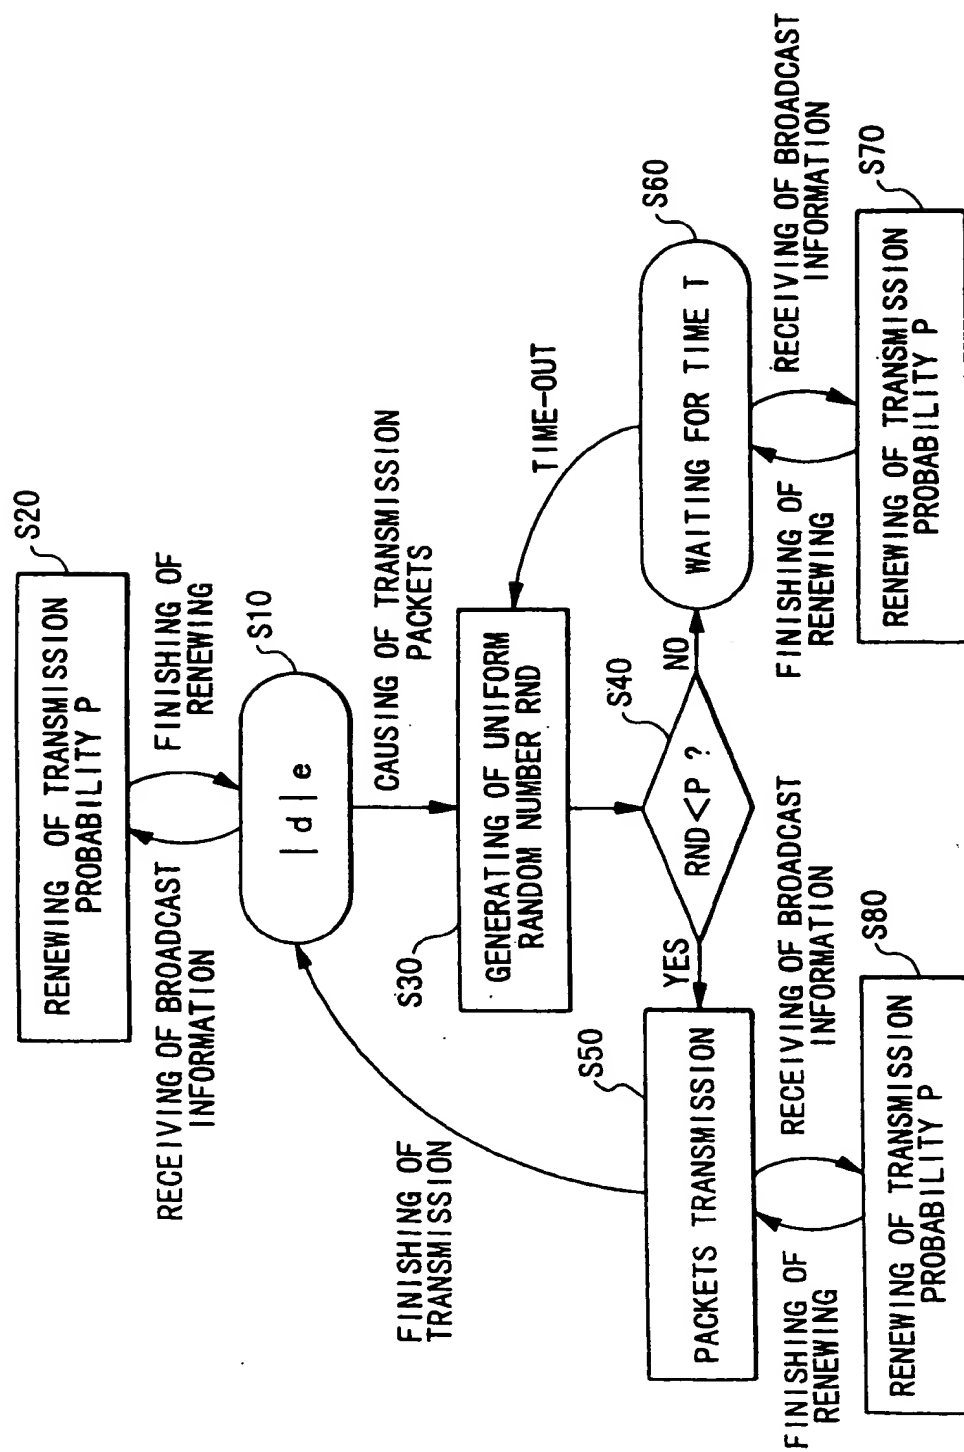 S20
RENEWING OF TRANSMISSION
PROBABILITY P
RECEIVING OF BROADCAST
INFORMATION
FINISHING OF
RENEWING
S10
Idle
CAUSING OF TRANSMISSION
PACKETS
FINISHING OF
TRANSMISSION
S30
GENERATING OF UNIFORM
RANDOM NUMBER RND
TIME-OUT
S40
RND<P ?
YES
NO
S50
PACKETS TRANSMISSION
S60
WAITING FOR TIME T
FINISHING OF
RENEWING
RECEIVING OF BROADCAST
INFORMATION
S80
RENEWING OF TRANSMISSION
PROBABILITY P
FINISHING OF
RENEWING
RECEIVING OF BROADCAST
INFORMATION
S70
RENEWING OF TRANSMISSION
PROBABILITY P